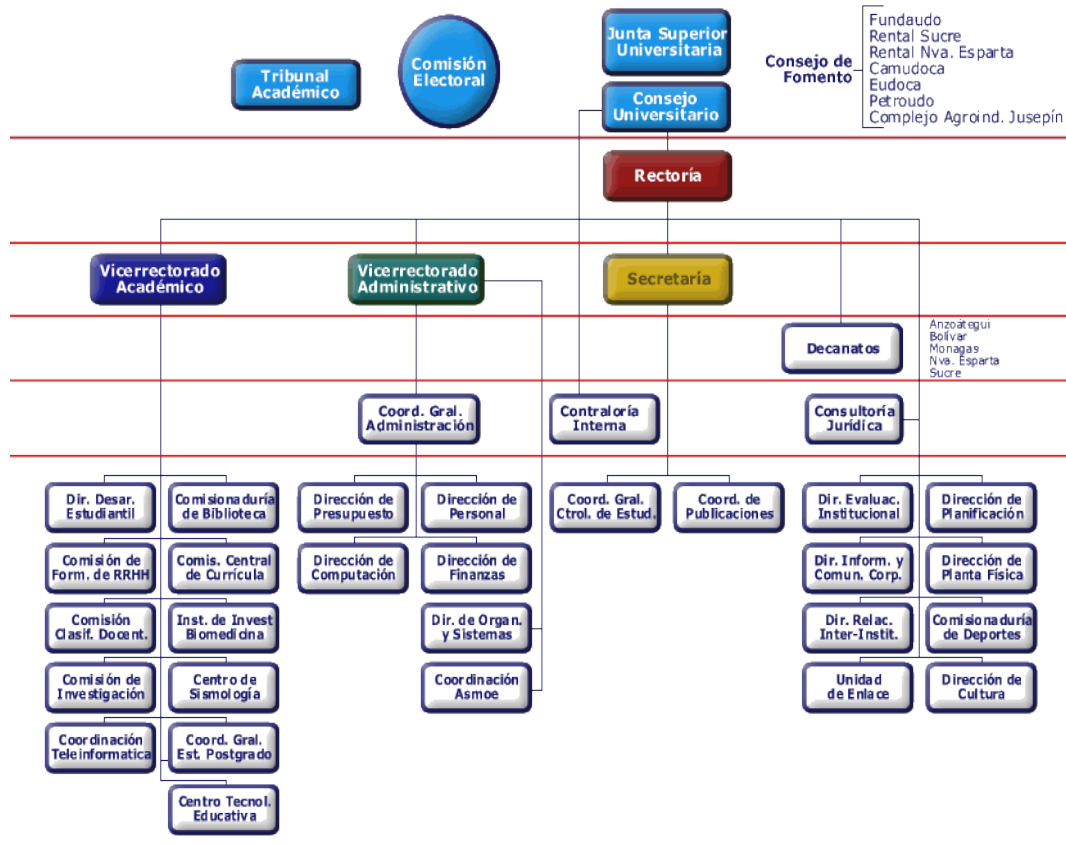 Junta Superior
Universitaria
Tribunal
Académico
Comisión
Electoral
Consejo
Universitario
Consejo de
Fomento
Fundaudo
Rental Sucre
Rental Nva. Esparta
Camudoca
Eudoca
Petroudo
Complejo Agroind. Jusepín
Rectoría
Vicerrectorado
Académico
Vicerrectorado
Administrativo
Secretaría
Decanatos
Anzoátegui
Bolívar
Monagas
Nva. Esparta
Sucre
Coord. Gral.
Administración
Contraloría
Interna
Consultoría
Jurídica
Dir. Desar.
Estudiantil
Comisionaduría
de Biblioteca
Dirección de
Presupuesto
Dirección de
Personal
Coord. Gral.
Ctrol. de Estud.
Coord. de
Publicaciones
Dir. Evaluac.
Institucional
Dirección de
Planificación
Comisión de
Form. de RRHH
Comis. Central
de Currícula
Dirección de
Computación
Dirección de
Finanzas
Dir. Inform. y
Comun. Corp.
Dirección de
Planta Física
Comisión
Clasif. Docent.
Inst. de Invest
Biomedicina
Dir. de Organ.
y Sistemas
Dir. Relac.
Inter-Instit.
Comisionaduría
de Deportes
Comisión de
Investigación
Centro de
Sismología
Coordinación
Asmoe
Unidad
de Enlace
Dirección de
Cultura
Coordinación
Teleinformatica
Coord. Gral.
Est. Postgrado
Centro Tecnol.
Educativa